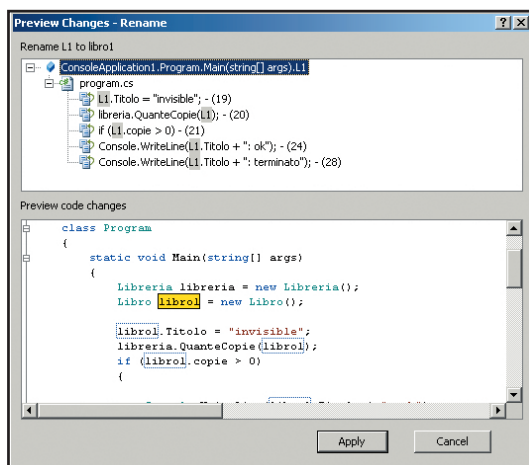 Preview Changes - Rename
Rename L1 to libro1
ConsoleApplication1.Program.Main(string[] args).L1
program.cs
L1.Titolo = "invisible"; - (19)
libreria.QuanteCopie(L1); - (20)
if (L1.copie > 0) - (21)
Console.WriteLine(L1.Titolo + ": ok"); - (24)
Console.WriteLine(L1.Titolo + ": terminato"); - (28)
Preview code changes
class Program
{
static void Main(string[] args)
{
Libreria libreria = new Libreria();
Libro libro1 = new Libro();
libro1.Titolo = "invisible";
libreria.QuanteCopie(libro1);
if (libro1.copie > 0)
{
Apply Cancel